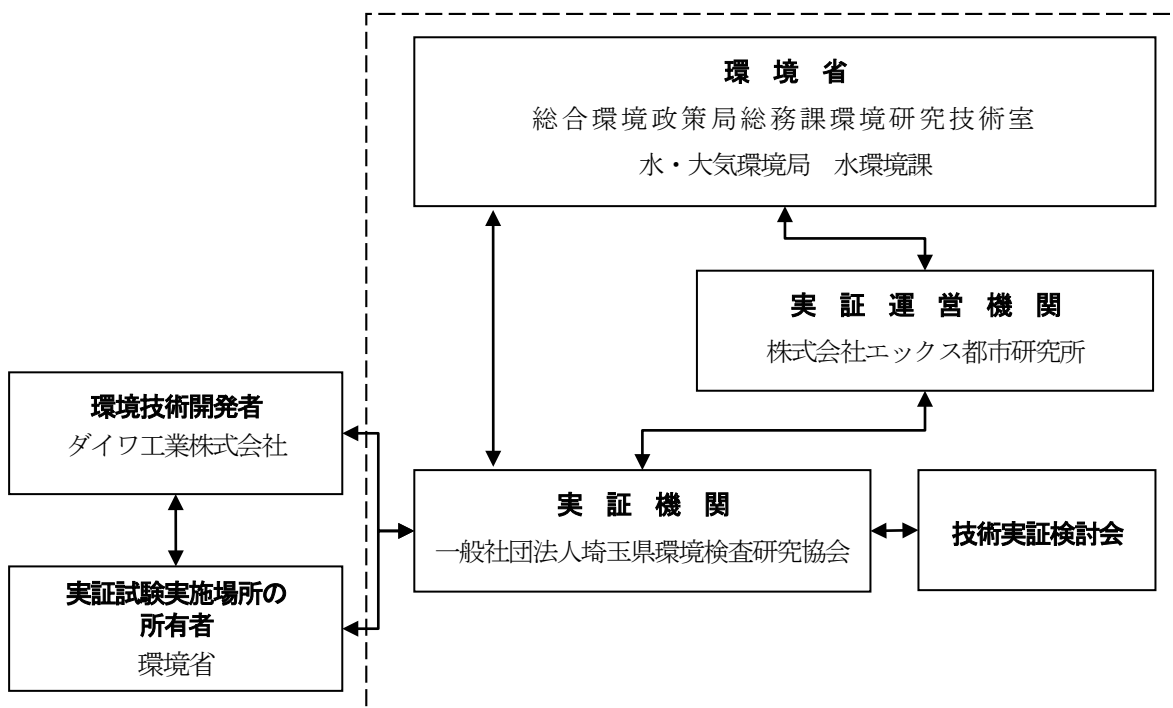 環 境 省
総合環境政策局総務課環境研究技術室
水・大気環境局　水環境課
実 証 運 営 機 関
株式会社エックス都市研究所
環境技術開発者
ダイワ工業株式会社
実 証 機 関
一般社団法人埼玉県環境検査研究協会
技術実証検討会
実証試験実施場所の
所有者
環境省